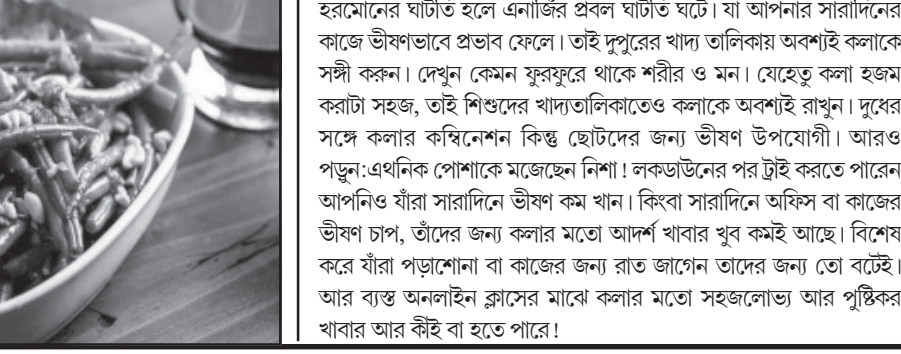 হরমোনের ঘাটতি হলে এনার্জির প্রবল ঘাটতি ঘটে। যা আপনার সারাদিনের
কাজে ভীষণভাবে প্রভাব ফেলে। তাই দুপুরের খাদ্য তালিকায় অবশ্যই কলাকে
সঙ্গী করুন। দেখুন কেমন ফুরফুরে থাকে শরীর ও মন। যেহেতু কলা হজম
করাটা সহজ, তাই শিশুদের খাদ্যতালিকাতেও কলাকে অবশ্যই রাখুন। দুধের
সঙ্গে কলার কম্বিনেশন কিন্তু ছোটদের জন্য ভীষণ উপযোগী। আরও
পড়ুন:এথনিক পোশাকে মজেছেন নিশা! লকডাউনের পর ট্রাই করতে পারেন
আপনিও যাঁরা সারাদিনে ভীষণ কম খান। কিংবা সারাদিনে অফিস বা কাজের
ভীষণ চাপ, তাঁদের জন্য কলার মতো আদর্শ খাবার খুব কমই আছে। বিশেষ
করে যাঁরা পড়াশোনা বা কাজের জন্য রাত জাগেন তাদের জন্য তো বটেই।
আর ব্যস্ত অনলাইন ক্লাসের মাঝে কলার মতো সহজলোভ্য আর পুষ্টিকর
খাবার আর কীই বা হতে পারে!